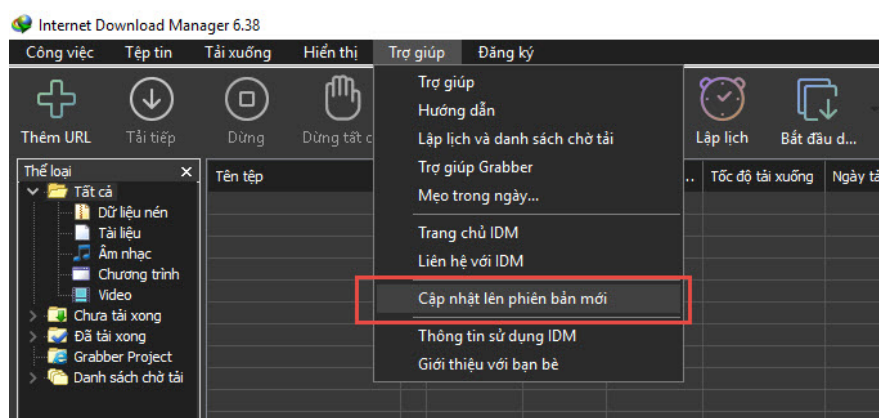 Internet Download Manager 6.38
Công việc Tệp tin Tải xuống Hiển thị Trợ giúp Đăng ký
Thêm URL Tải tiếp Dừng Dừng tất c Lập lịch Bắt đầu d...
Trợ giúp
Hướng dẫn
Lập lịch và danh sách chờ tải
Trợ giúp Grabber
Mẹo trong ngày...
Trang chủ IDM
Liên hệ với IDM
Cập nhật lên phiên bản mới
Thông tin sử dụng IDM
Giới thiệu với bạn bè
Thể loại
Tất cả
Dữ liệu nén
Tài liệu
Âm nhạc
Chương trình
Video
Chưa tải xong
Đã tải xong
Grabber Project
Danh sách chờ tải
Tên tệp .. Tốc độ tải xuống Ngày tả